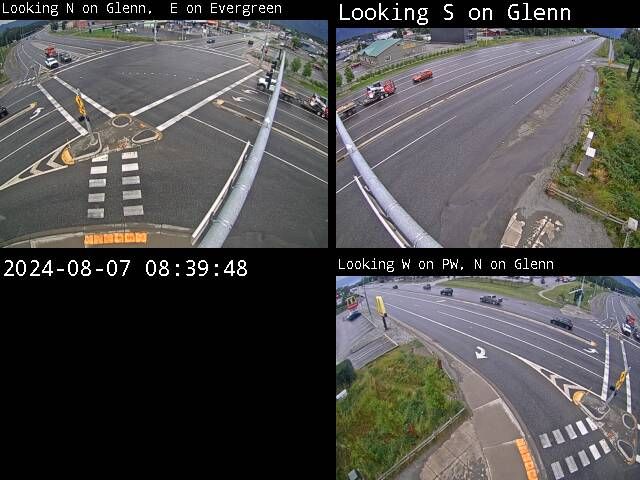 Looking N on Glenn,  E on Evergreen
Looking S on Glenn
2024-08-07 08:39:48
Looking W on PW, N on Glenn